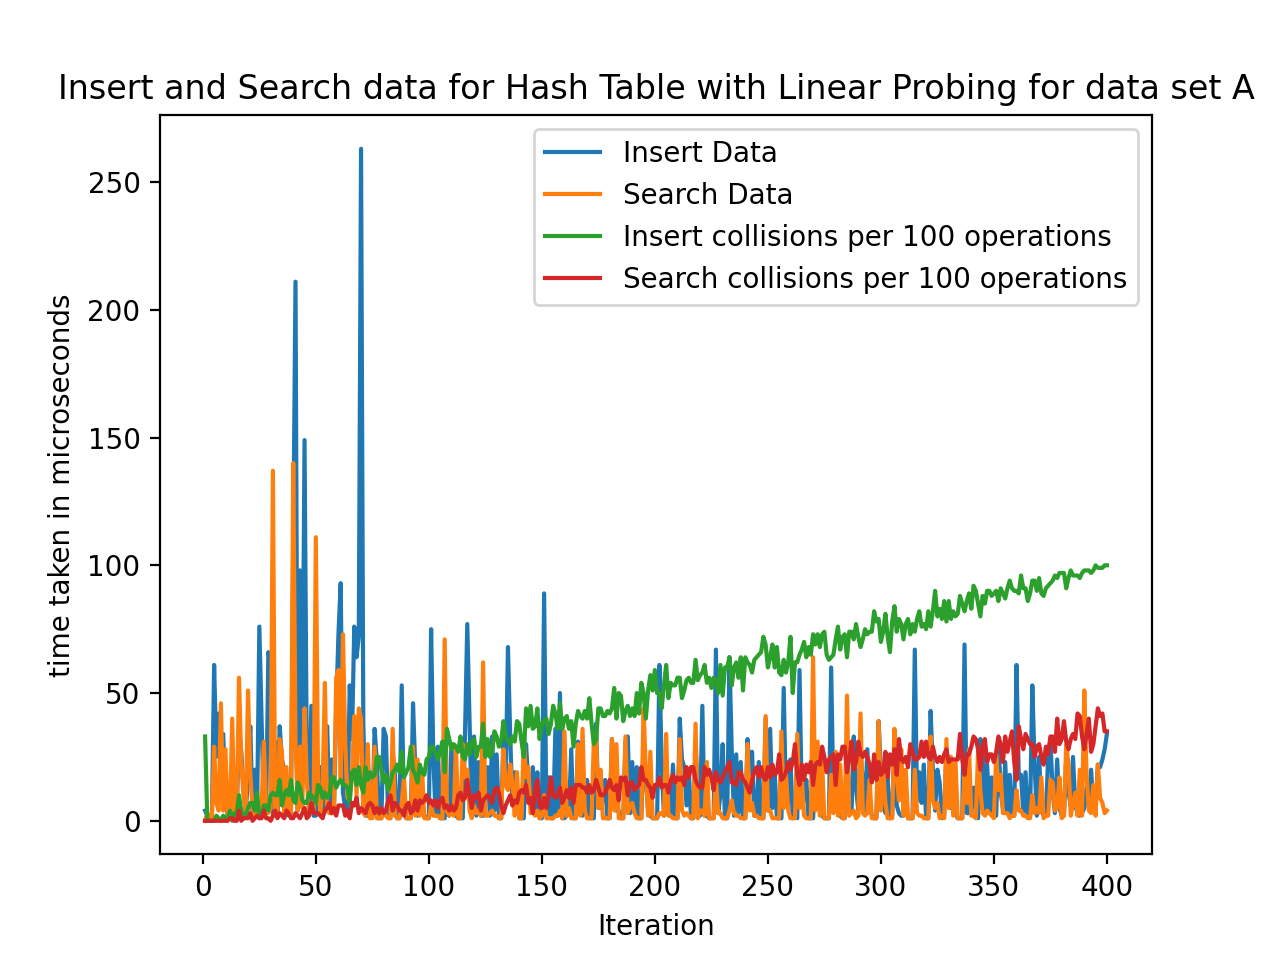 Insert and Search data for Hash Table with Linear Probing for data set A
Insert Data
Search Data
Insert collisions per 100 operations
Search collisions per 100 operations
time taken in microseconds
250
200
150
100
50
0
0 50 100 150 200 250 300 350 400
Iteration